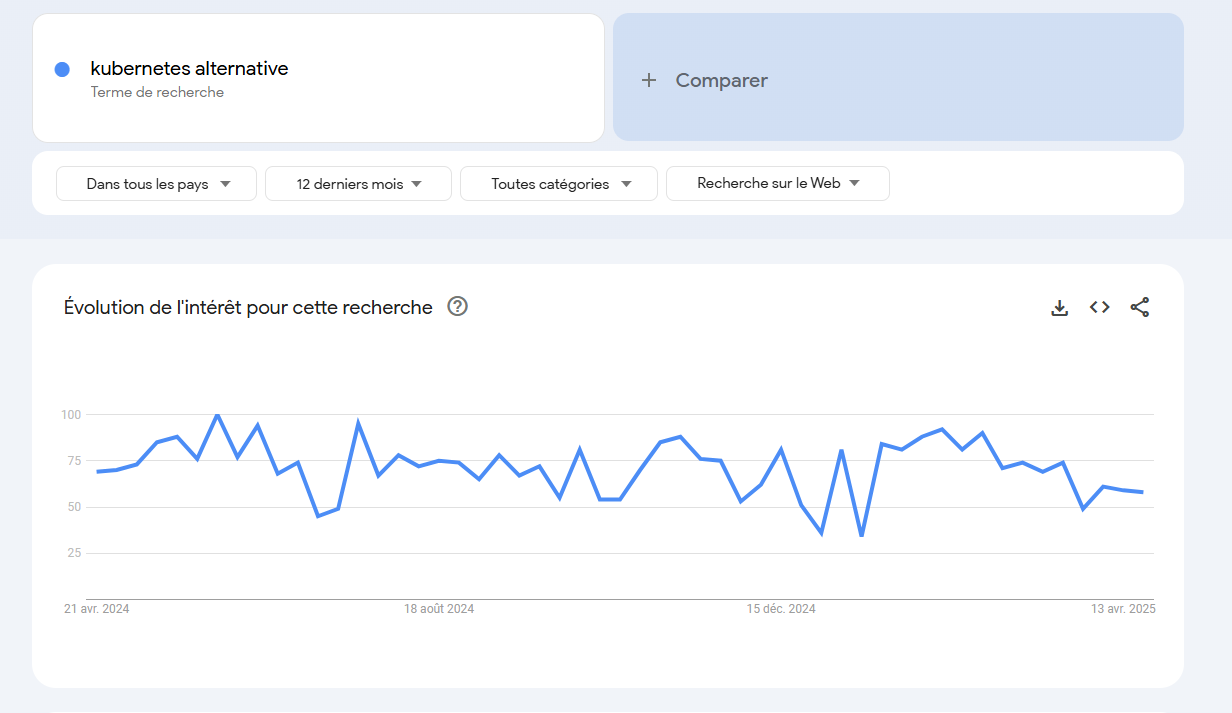 kubernetes alternative
Terme de recherche
+ Comparer
Dans tous les pays
12 derniers mois
Toutes catégories
Recherche sur le Web
Évolution de l'intérêt pour cette recherche
100
75
50
25
21 avr. 2024
18 août 2024
15 déc. 2024
13 avr. 2025